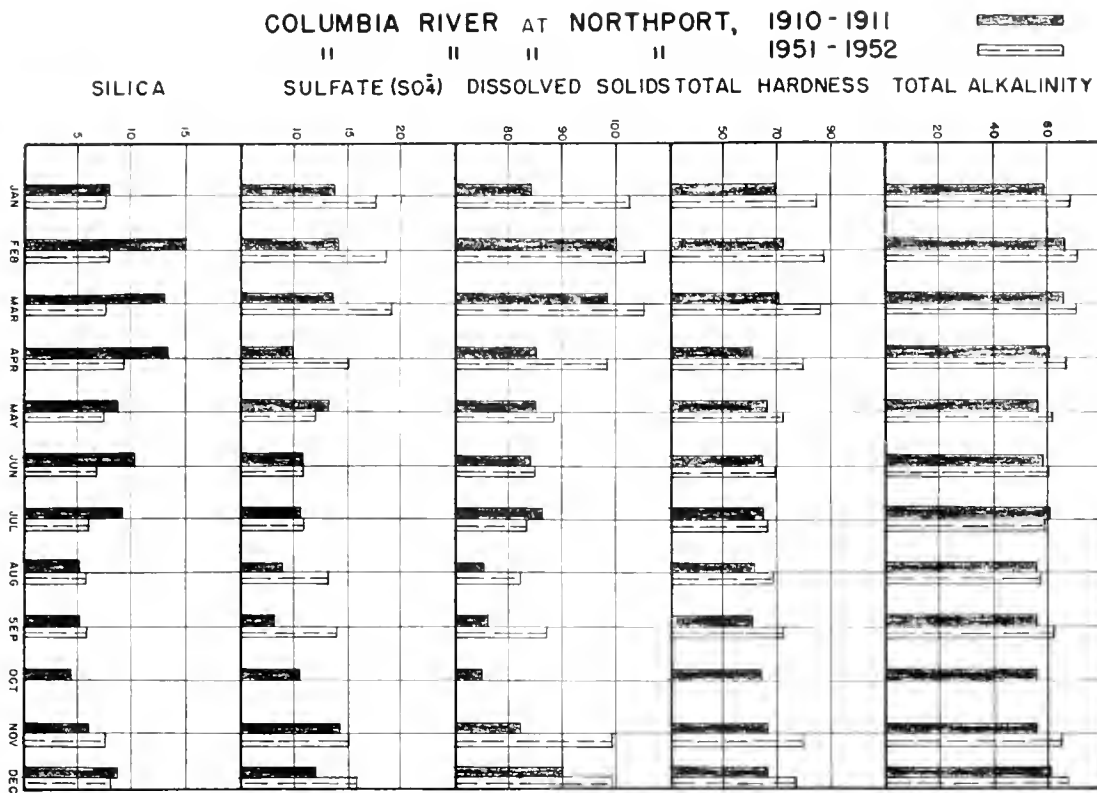 COLUMBIA RIVER AT NORTHPORT, 1910-1911
" " " " 1951-1952
SILICA SULFATE (SO₄⁼) DISSOLVED SOLIDS TOTAL HARDNESS TOTAL ALKALINITY
5 10 15 10 15 20 80 90 100 50 70 90 20 40 60
JAN
FEB
MAR
APR
MAY
JUN
JUL
AUG
SEP
OCT
NOV
DEC